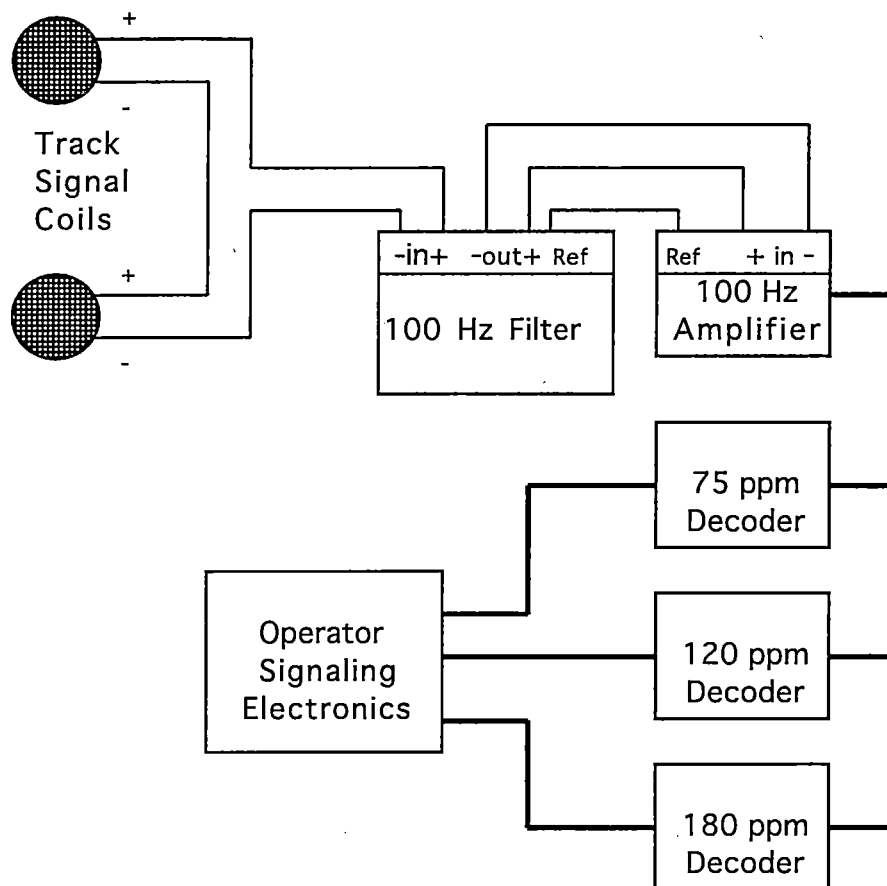 +
-
Track
Signal
Coils
+
-
-in+ -out+ Ref
100 Hz Filter
Ref + in -
100 Hz
Amplifier
75 ppm
Decoder
Operator
Signaling
Electronics
120 ppm
Decoder
180 ppm
Decoder